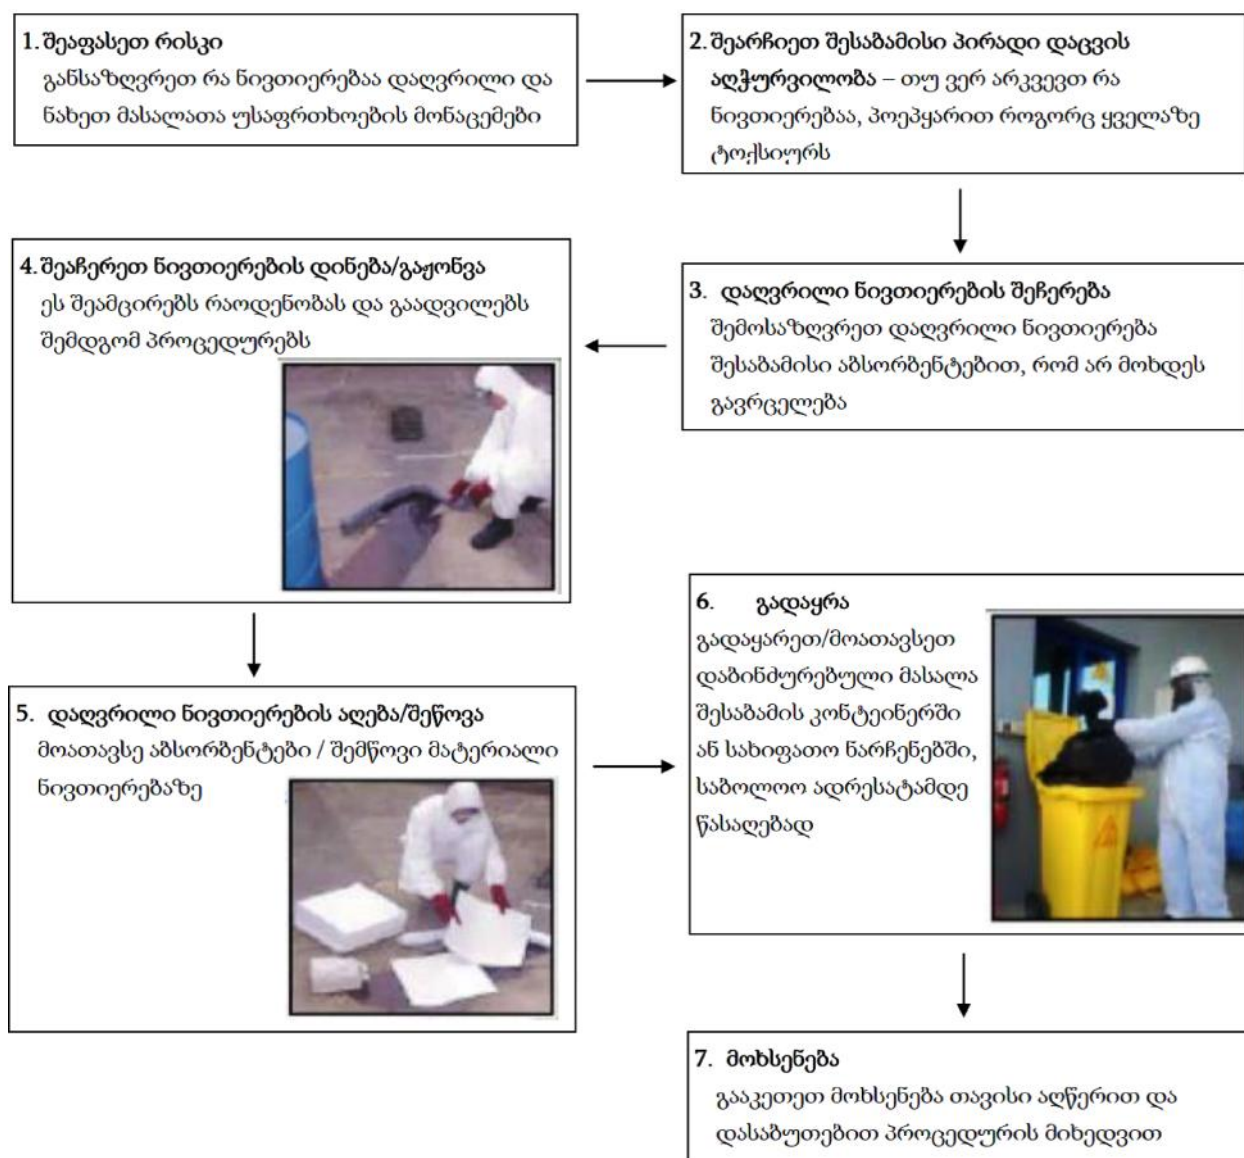 1. შეაფასეთ რისკი
განსაზღვრეთ რა ნივთიერებაა დაღვრილი და
ნახეთ მასალათა უსაფრთხოების მონაცემები
2. შეარჩიეთ შესაბამისი პირადი დაცვის
აღჭურვილობა – თუ ვერ არკვევთ რა
ნივთიერებაა, პოეპყარით როგორც ყველაზე
ტოქსიურს
3. დაღვრილი ნივთიერების შეჩერება
შემოსაზღვრეთ დაღვრილი ნივთიერება
შესაბამისი აბსორბენტებით, რომ არ მოხდეს
გავრცელება
4. შეაჩერეთ ნივთიერების დინება/გაჟონვა
ეს შეამცირებს რაოდენობას და გაადვილებს
შემდგომ პროცედურებს
5. დაღვრილი ნივთიერების აღება/შეწოვა
მოათავსე აბსორბენტები / შემწოვი მატერიალი
ნივთიერებაზე
6. გადაყრა
გადაყარეთ/მოათავსეთ
დაბინძურებული მასალა
შესაბამის კონტეინერში
ან სახიფათო ნარჩენებში,
საბოლოო ადრესატამდე
წასაღებად
7. მოხსენება
გააკეთეთ მოხსენება თავისი აღწერით და
დასაბუთებით პროცედურის მიხედვით